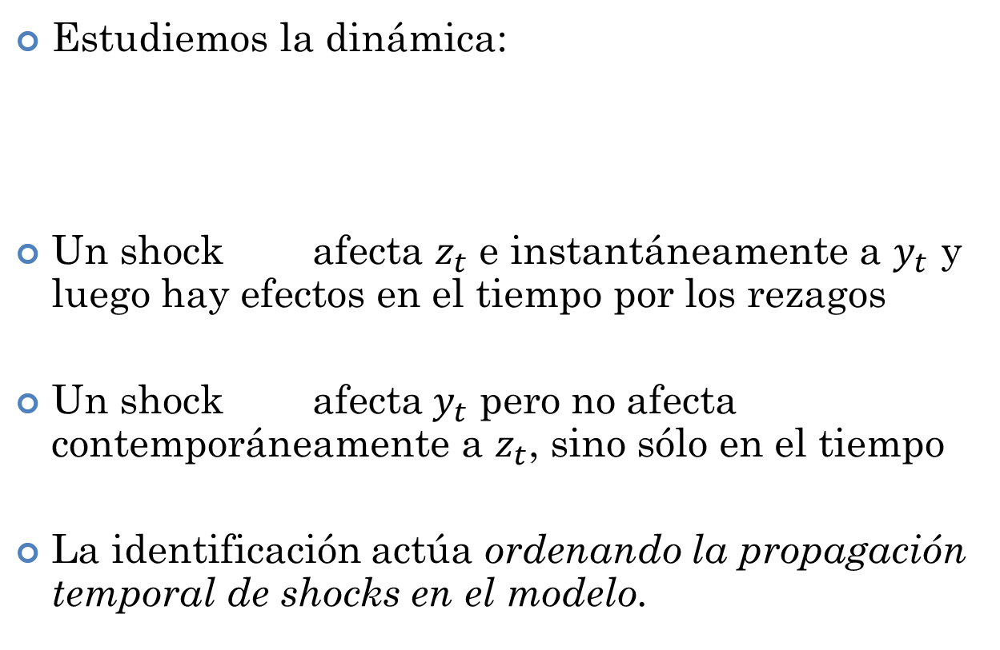 Estudiemos la dinámica:
Un shock afecta z_t e instantáneamente a y_t y
luego hay efectos en el tiempo por los rezagos
Un shock afecta y_t pero no afecta
contemporáneamente a z_t, sino sólo en el tiempo
La identificación actúa ordenando la propagación
temporal de shocks en el modelo.